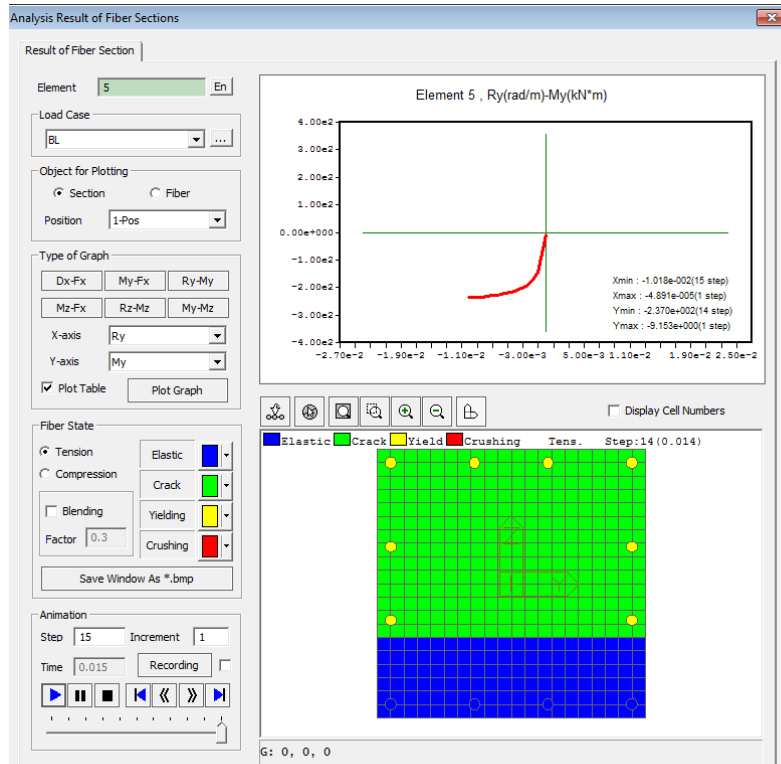 Analysis Result of Fiber Sections
Result of Fiber Section
Element 5 En
Load Case
BL ...
Object for Plotting
Section Fiber
Position 1-Pos
Type of Graph
Dx-Fx My-Fx Ry-My
Mz-Fx Rz-Mz My-Mz
X-axis Ry
Y-axis My
Plot Table Plot Graph
Fiber State
Tension Elastic
Compression Crack
Blending Yielding
Factor 0.3 Crushing
Save Window As *.bmp
Animation
Step 15 Increment 1
Time 0.015 Recording
Element 5 , Ry(rad/m)-My(kN*m)
4.00e2
3.00e2
2.00e2
1.00e2
0.00e+000
-1.00e2
-2.00e2
-3.00e2
-4.00e2
Xmin : -1.018e-002(15 step)
Xmax : -4.891e-005(1 step)
Ymin : -2.370e+002(14 step)
Ymax : -9.153e+000(1 step)
-2.70e-2 -1.90e-2 -1.10e-2 -3.00e-3 5.00e-3 1.10e-2 1.90e-2 2.50e-2
Display Cell Numbers
Elastic Crack Yield Crushing Tens. Step:14(0.014)
Z
Y
G: 0, 0, 0